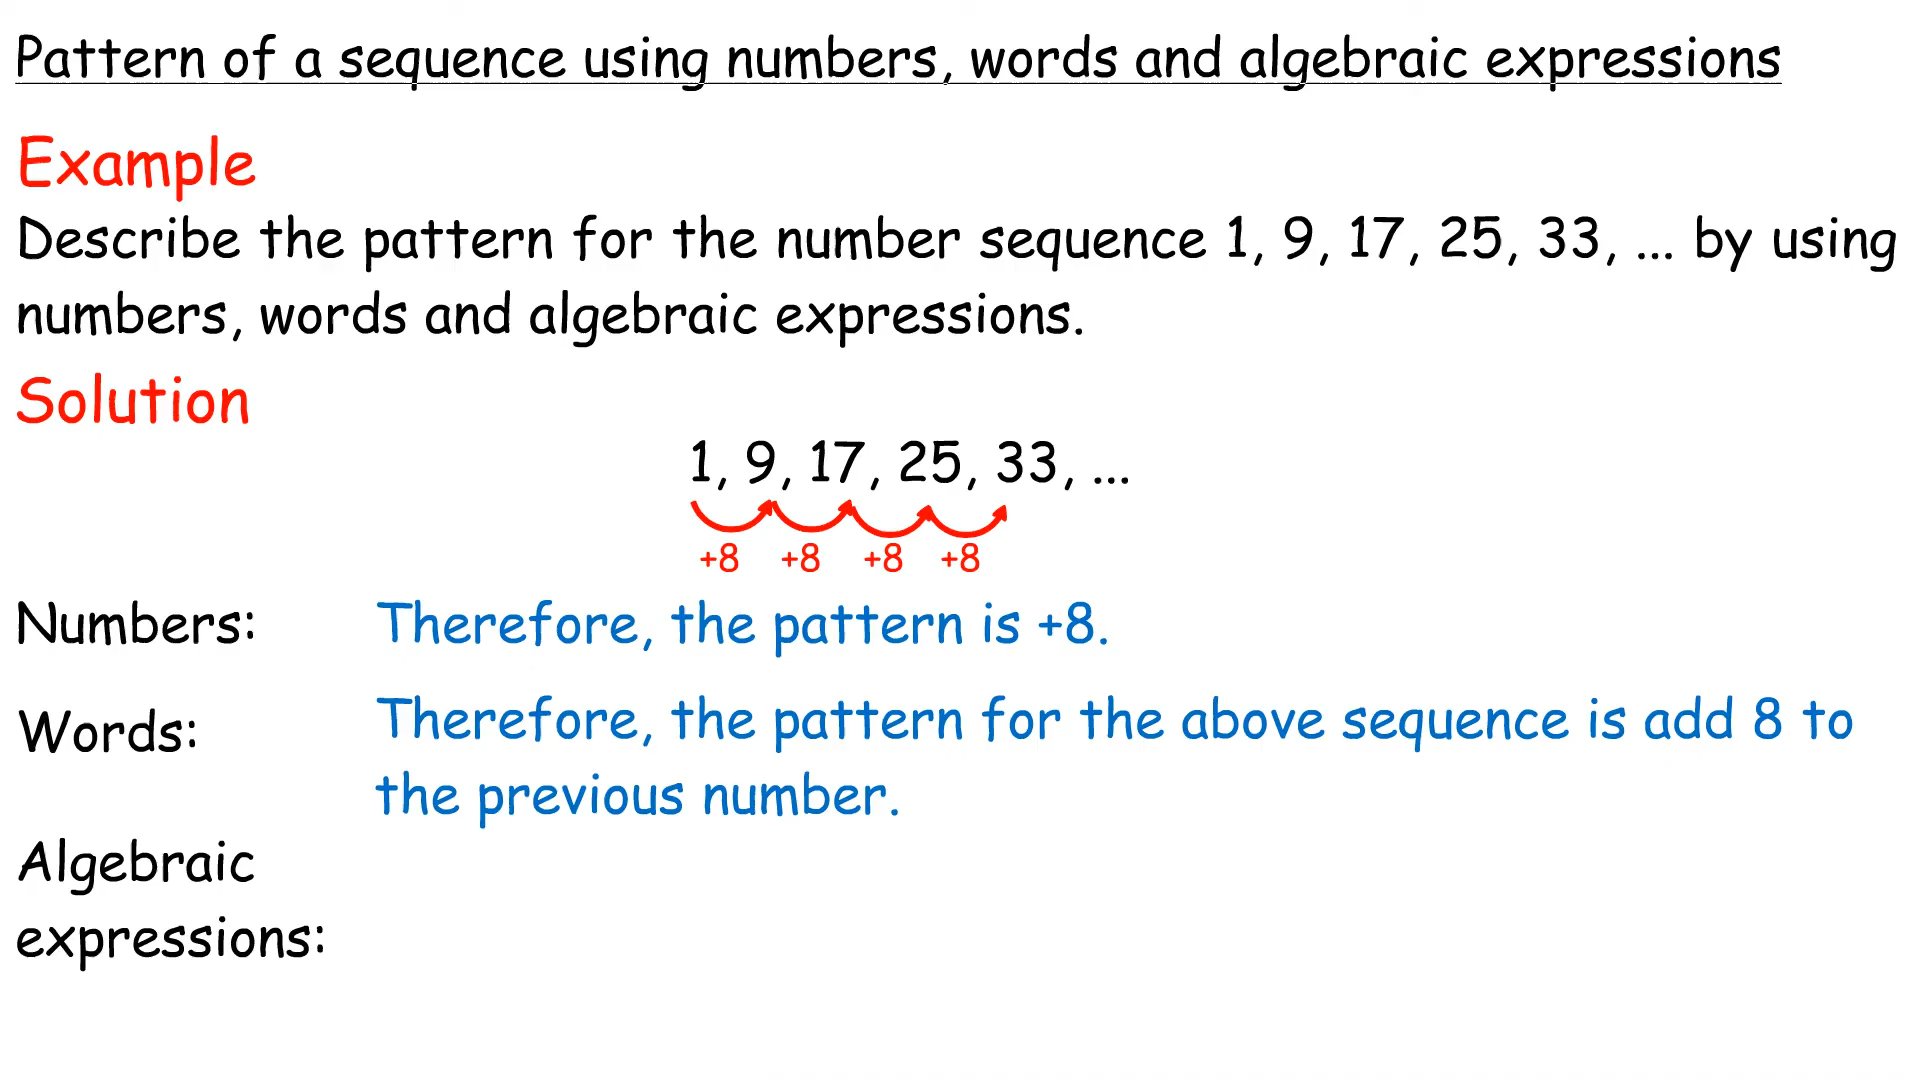 Pattern of a sequence using numbers, words and algebraic expressions
Example
Describe the pattern for the number sequence 1, 9, 17, 25, 33, ... by using
numbers, words and algebraic expressions.
Solution
1, 9, 17, 25, 33, ...
+8 +8 +8 +8
Numbers: Therefore, the pattern is +8.
Words: Therefore, the pattern for the above sequence is add 8 to
the previous number.
Algebraic
expressions: